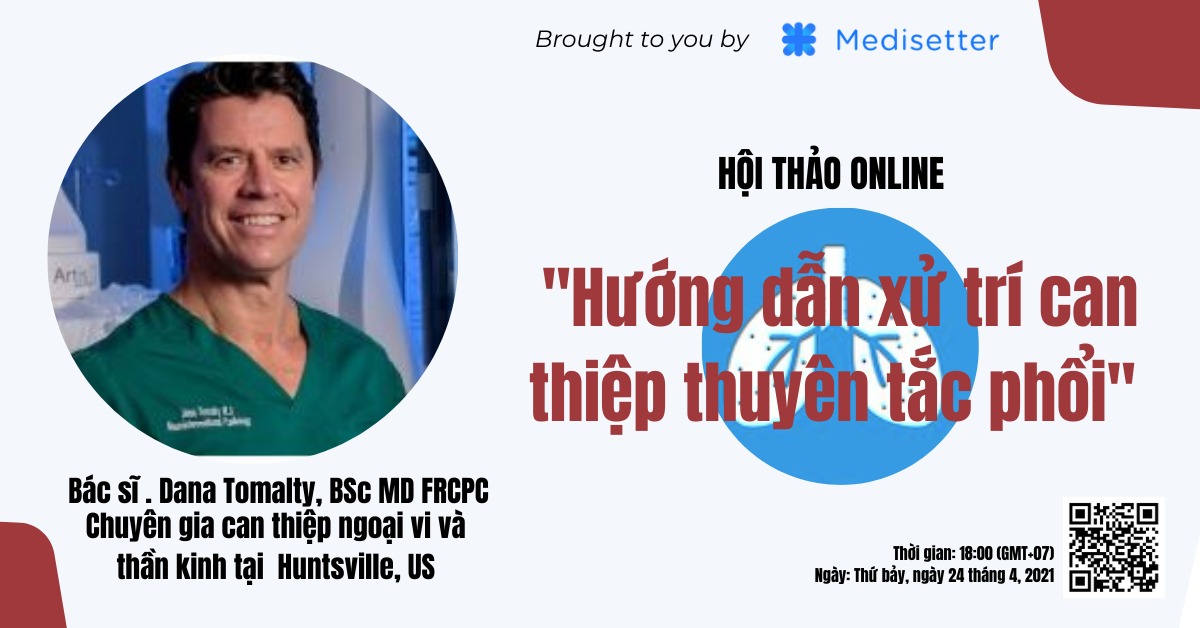 Brought to you by Medisetter
HỘI THẢO ONLINE
"Hướng dẫn xử trí can
thiệp thuyên tắc phổi"
Artis
Bác sĩ . Dana Tomalty, BSc MD FRCPC
Chuyên gia can thiệp ngoại vi và
thần kinh tại Huntsville, US
Thời gian: 18:00 (GMT+07)
Ngày: Thứ bảy, ngày 24 tháng 4, 2021